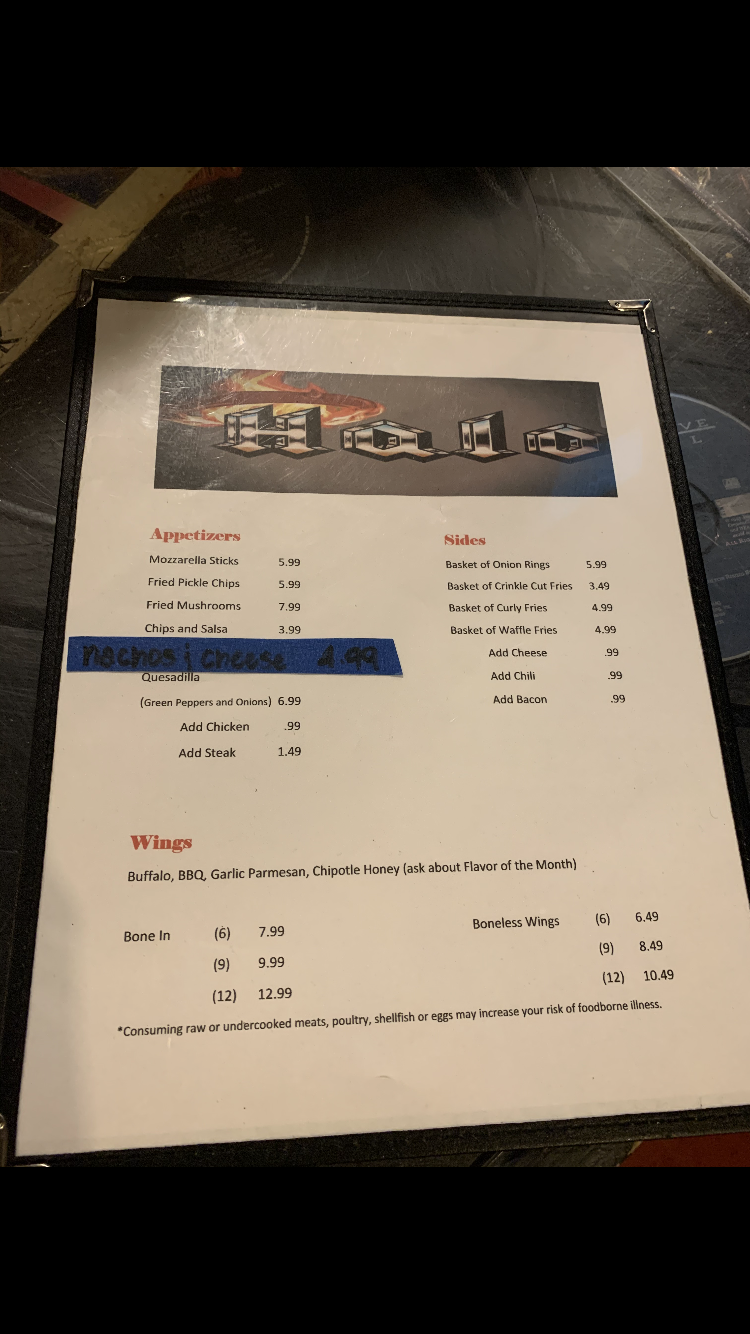 Halo
Appetizers
Mozzarella Sticks 5.99
Fried Pickle Chips 5.99
Fried Mushrooms 7.99
Chips and Salsa 3.99
nachos & cheese 4.99
Quesadilla
(Green Peppers and Onions) 6.99
Add Chicken .99
Add Steak 1.49
Sides
Basket of Onion Rings 5.99
Basket of Crinkle Cut Fries 3.49
Basket of Curly Fries 4.99
Basket of Waffle Fries 4.99
Add Cheese .99
Add Chili .99
Add Bacon .99
Wings
Buffalo, BBQ, Garlic Parmesan, Chipotle Honey (ask about Flavor of the Month)
Bone In (6) 7.99
(9) 9.99
(12) 12.99
Boneless Wings (6) 6.49
(9) 8.49
(12) 10.49
*Consuming raw or undercooked meats, poultry, shellfish or eggs may increase your risk of foodborne illness.